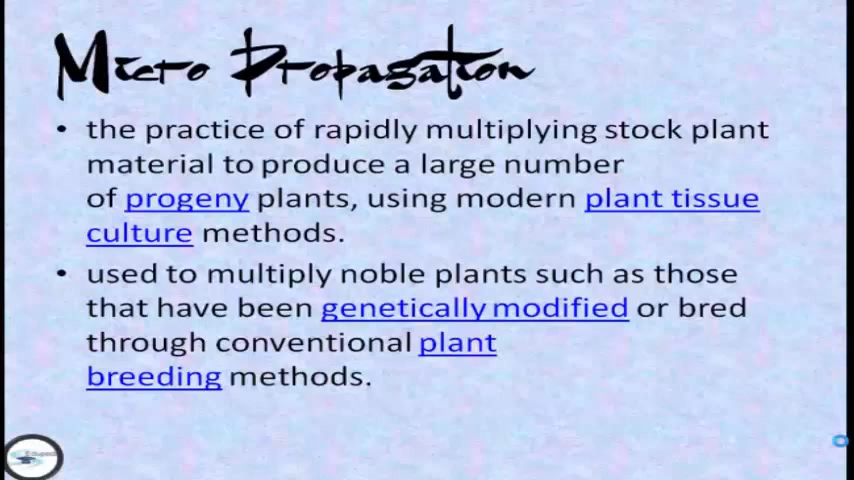 Micro Propagation
• the practice of rapidly multiplying stock plant
material to produce a large number
of progeny plants, using modern plant tissue
culture methods.
• used to multiply noble plants such as those
that have been genetically modified or bred
through conventional plant
breeding methods.